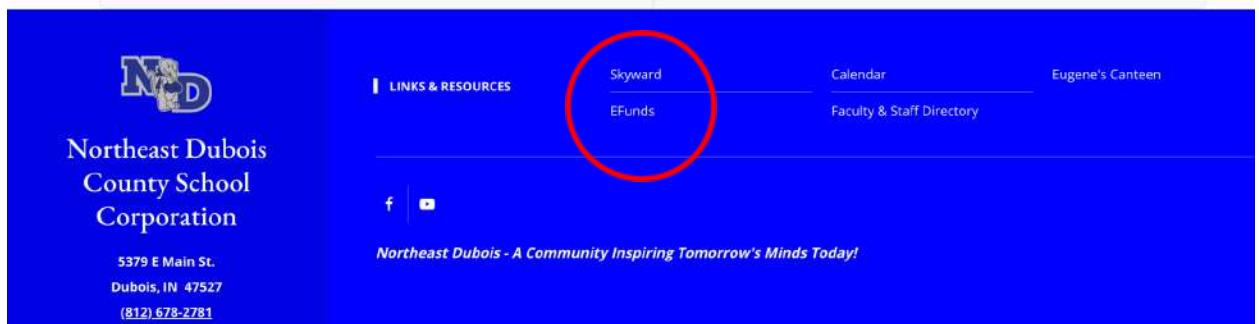 ND
Northeast Dubois
County School
Corporation
5379 E Main St.
Dubois, IN 47527
(812) 678-2781
LINKS & RESOURCES
Skyward
Calendar
Eugene's Canteen
EFunds
Faculty & Staff Directory
Northeast Dubois - A Community Inspiring Tomorrow's Minds Today!